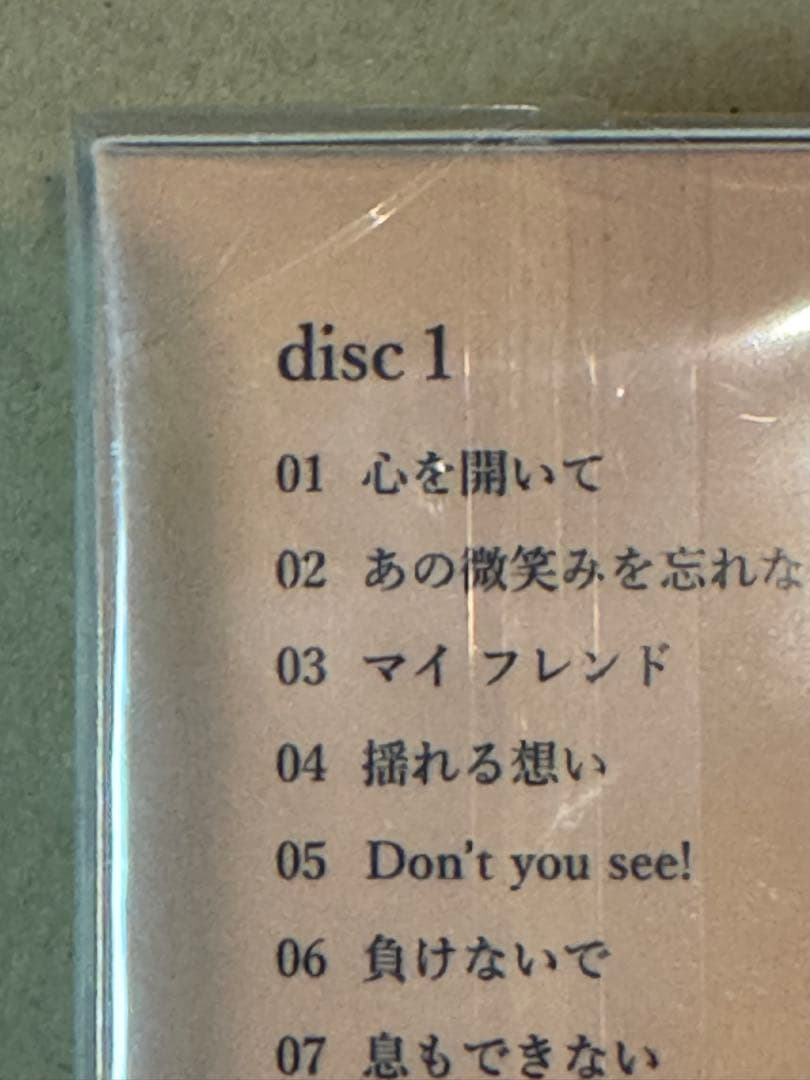 disc 1
01 心を開いて
02 あの微笑みを忘れな
03 マイ フレンド
04 揺れる想い
05 Don't you see!
06 負けないで
07 息もできない